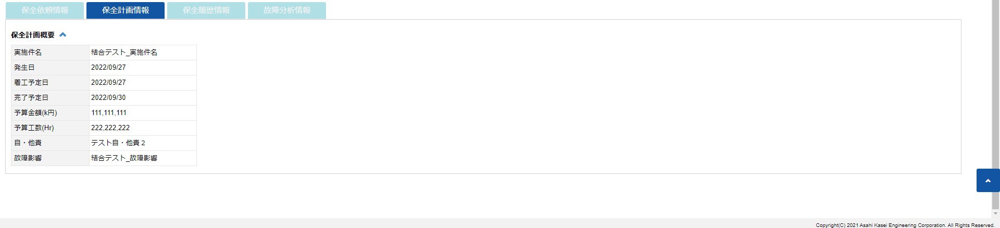 保全依頼情報 保全計画情報 保全履歴情報 故障分析情報
保全計画概要
実施件名 結合テスト_実施件名
発生日 2022/09/27
着工予定日 2022/09/27
完了予定日 2022/09/30
予算金額(k円) 111,111,111
予算工数(Hr) 222,222,222
自・他責 テスト自・他責２
故障影響 結合テスト_故障影響
Copyright(C) 2021 Asahi Kasei Engineering Corporation. All Rights Reserved.